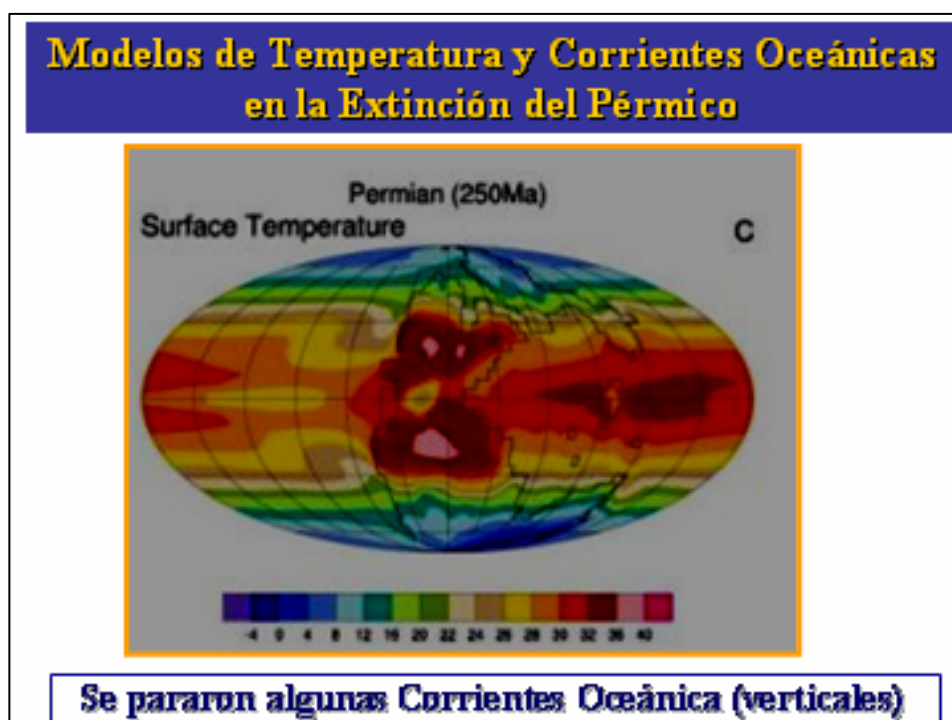 Modelos de Temperatura y Corrientes Oceánicas
en la Extinción del Pérmico
Permian (250Ma)
Surface Temperature C
-4 0 4 8 12 16 20 22 24 26 28 30 32 36 40
Se pararon algunas Corrientes Oceánica (verticales)